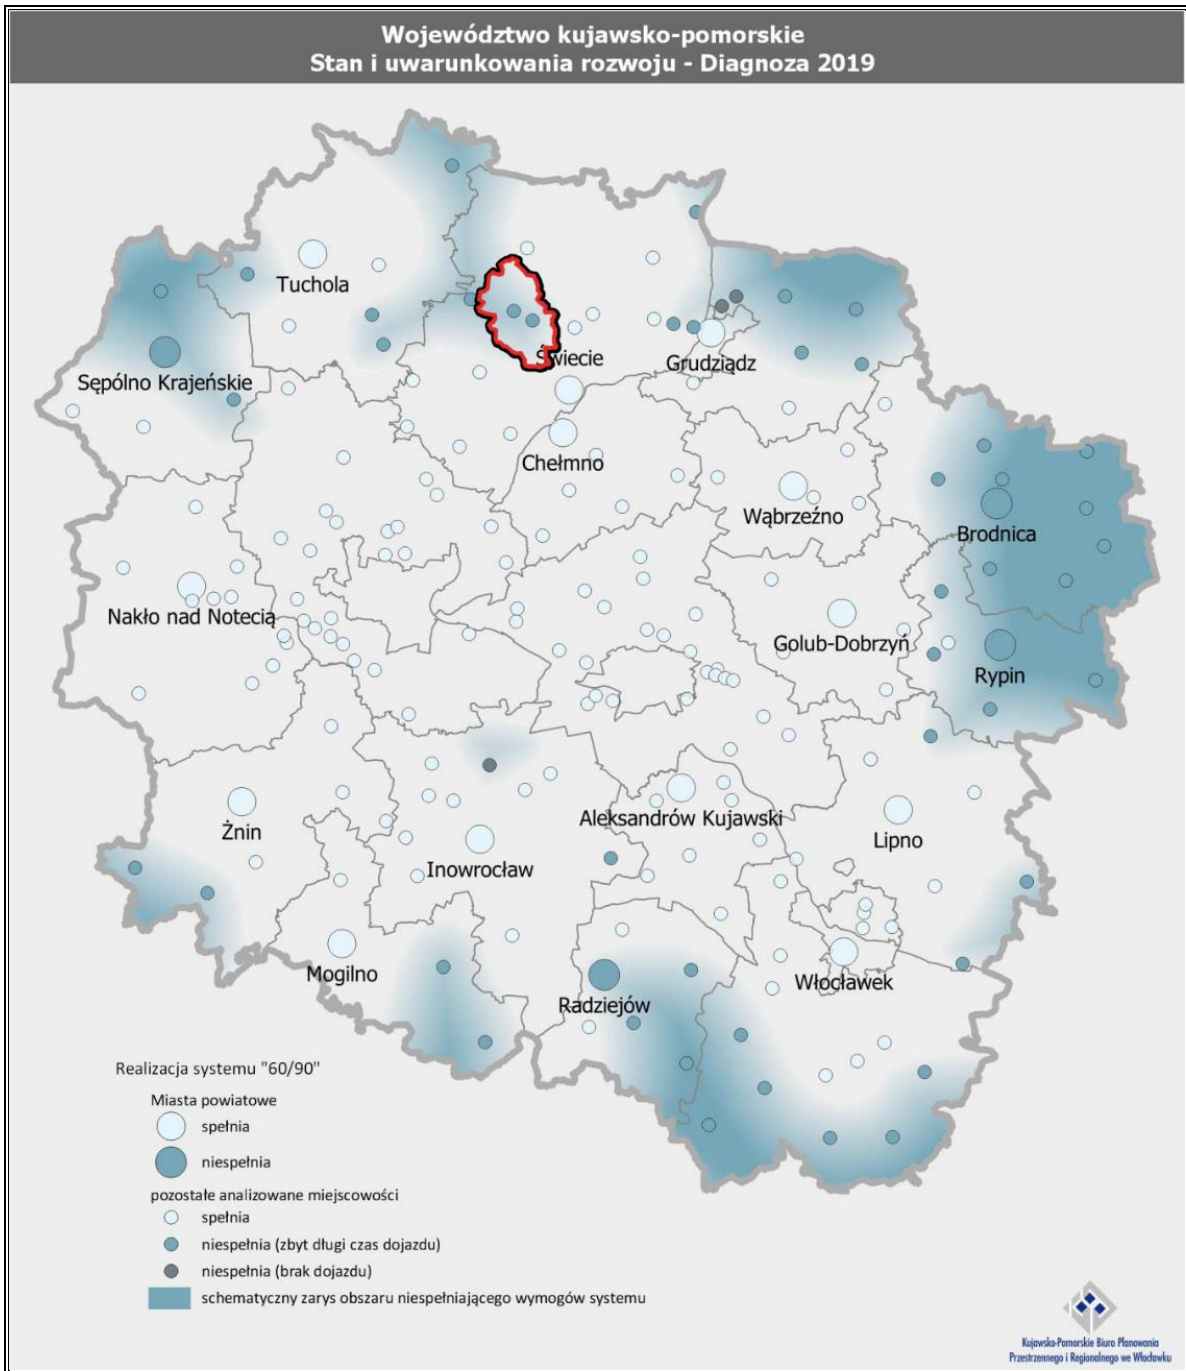 Województwo kujawsko-pomorskie
Stan i uwarunkowania rozwoju - Diagnoza 2019
Tuchola
Sępólno Krajeńskie
Świecie
Grudziądz
Chełmno
Wąbrzeźno
Brodnica
Nakło nad Notecią
Golub-Dobrzyń
Rypin
Żnin
Aleksandrów Kujawski
Inowrocław
Lipno
Mogilno
Włocławek
Radziejów
Realizacja systemu "60/90"
Miasta powiatowe
spełnia
niespełnia
pozostałe analizowane miejscowości
spełnia
niespełnia (zbyt długi czas dojazdu)
niespełnia (brak dojazdu)
schematyczny zarys obszaru niespełniającego wymogów systemu
Kujawsko-Pomorskie Biuro Planowania
Przestrzennego i Regionalnego we Włocławku